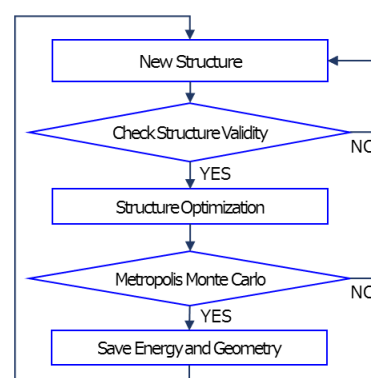 New Structure
Check Structure Validity
NO
YES
Structure Optimization
Metropolis Monte Carlo
NO
YES
Save Energy and Geometry